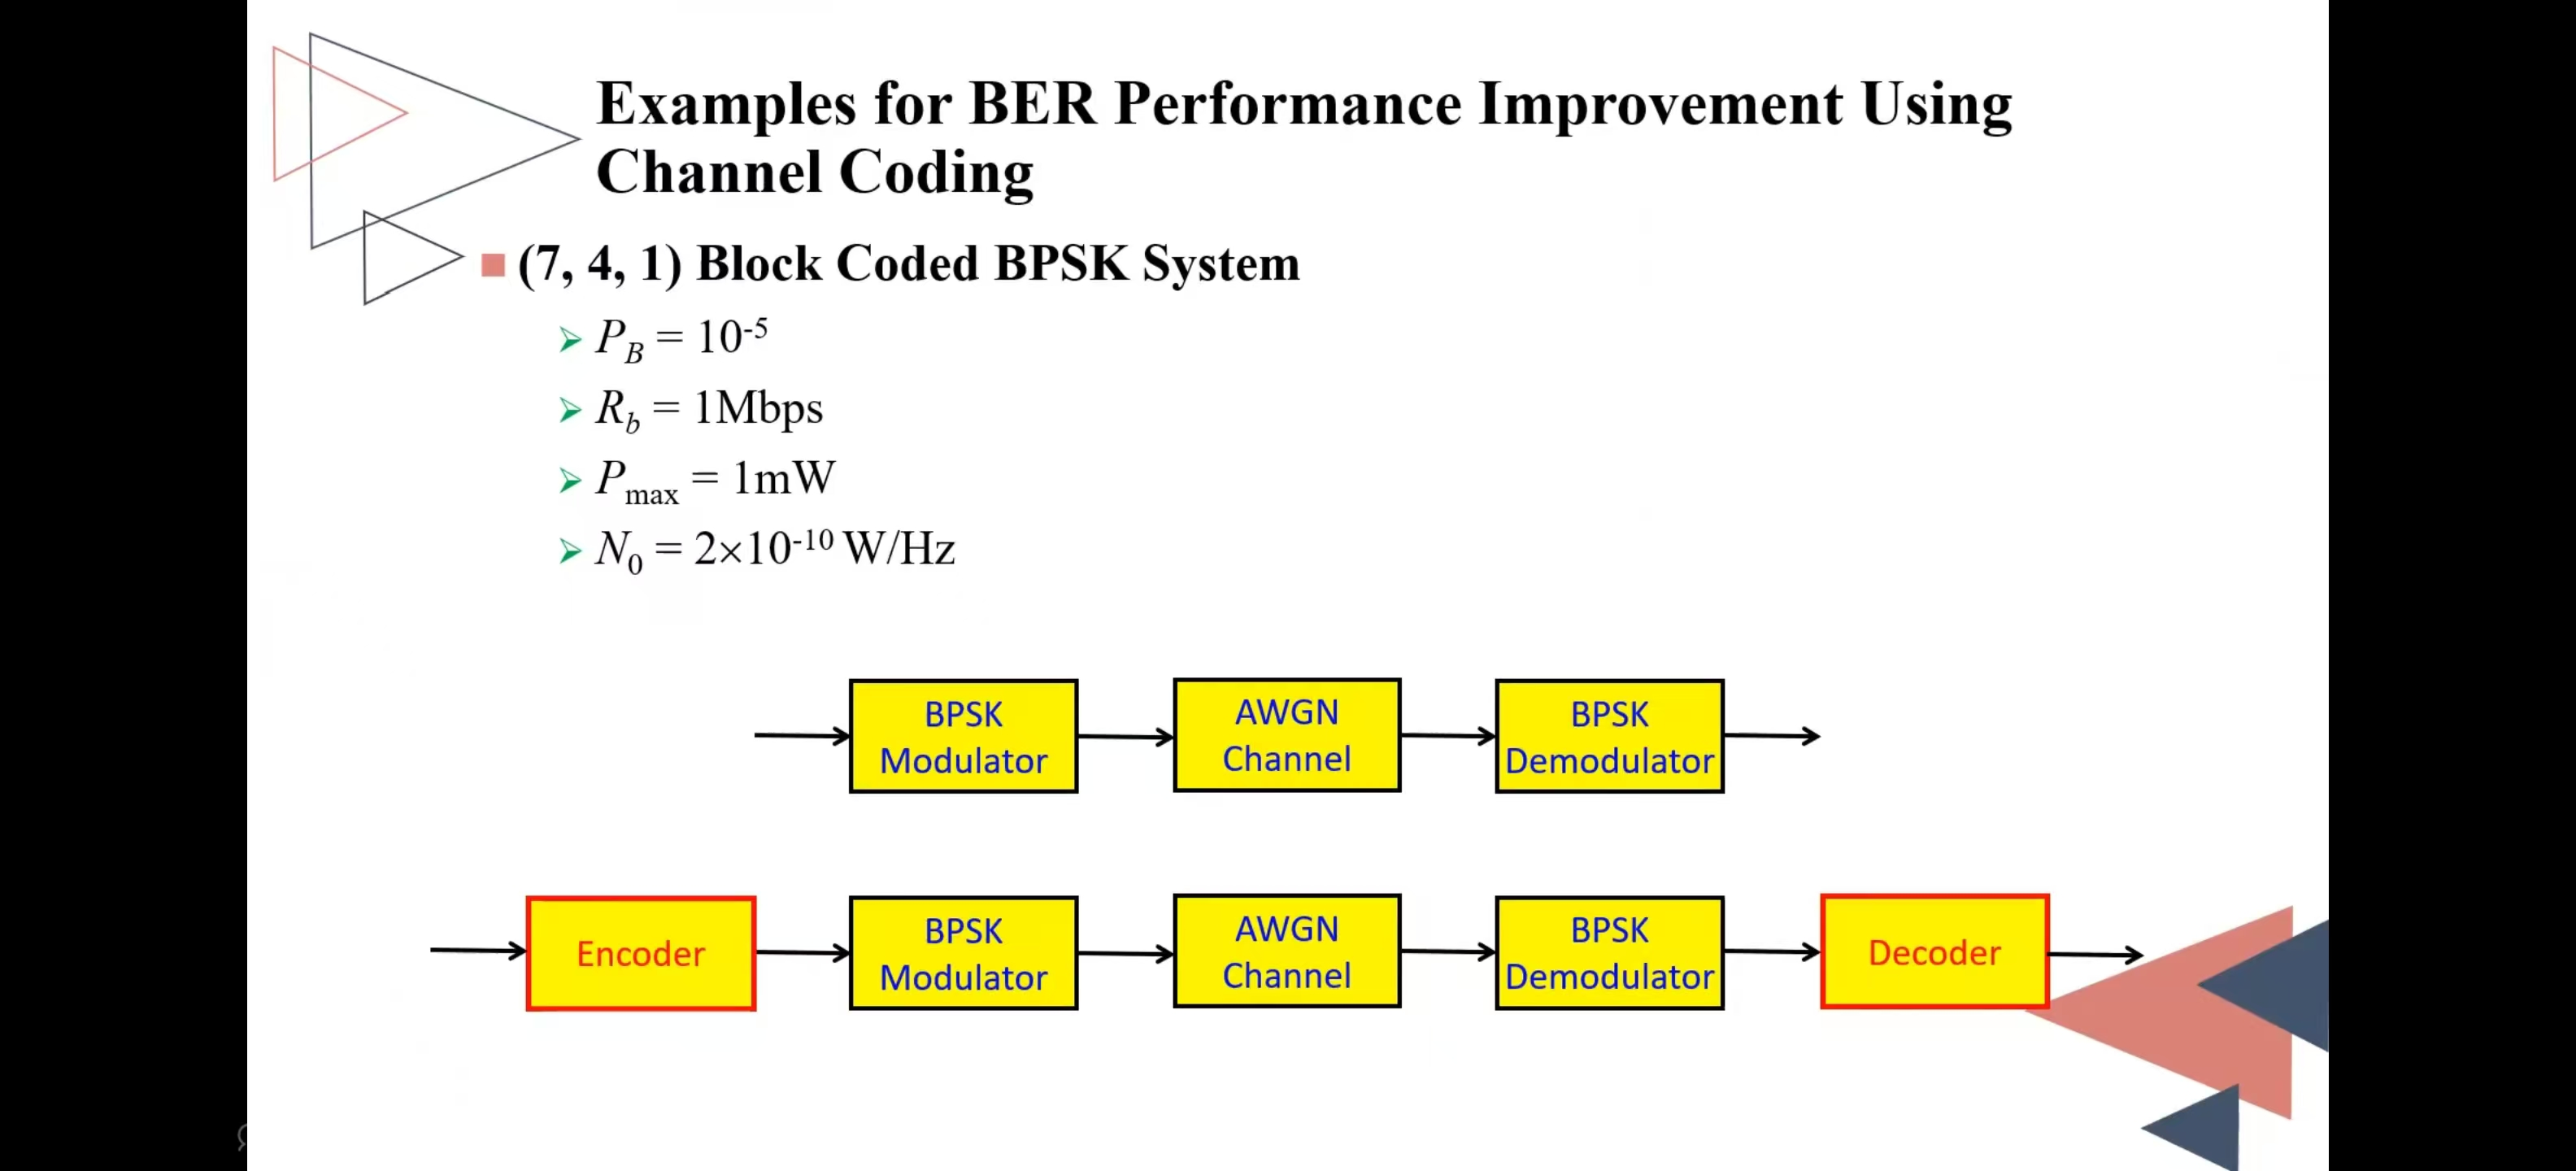 Examples for BER Performance Improvement Using
Channel Coding
(7, 4, 1) Block Coded BPSK System
P_B = 10^-5
R_b = 1Mbps
P_max = 1mW
N_0 = 2×10^-10 W/Hz
BPSK
Modulator
AWGN
Channel
BPSK
Demodulator
Encoder
BPSK
Modulator
AWGN
Channel
BPSK
Demodulator
Decoder